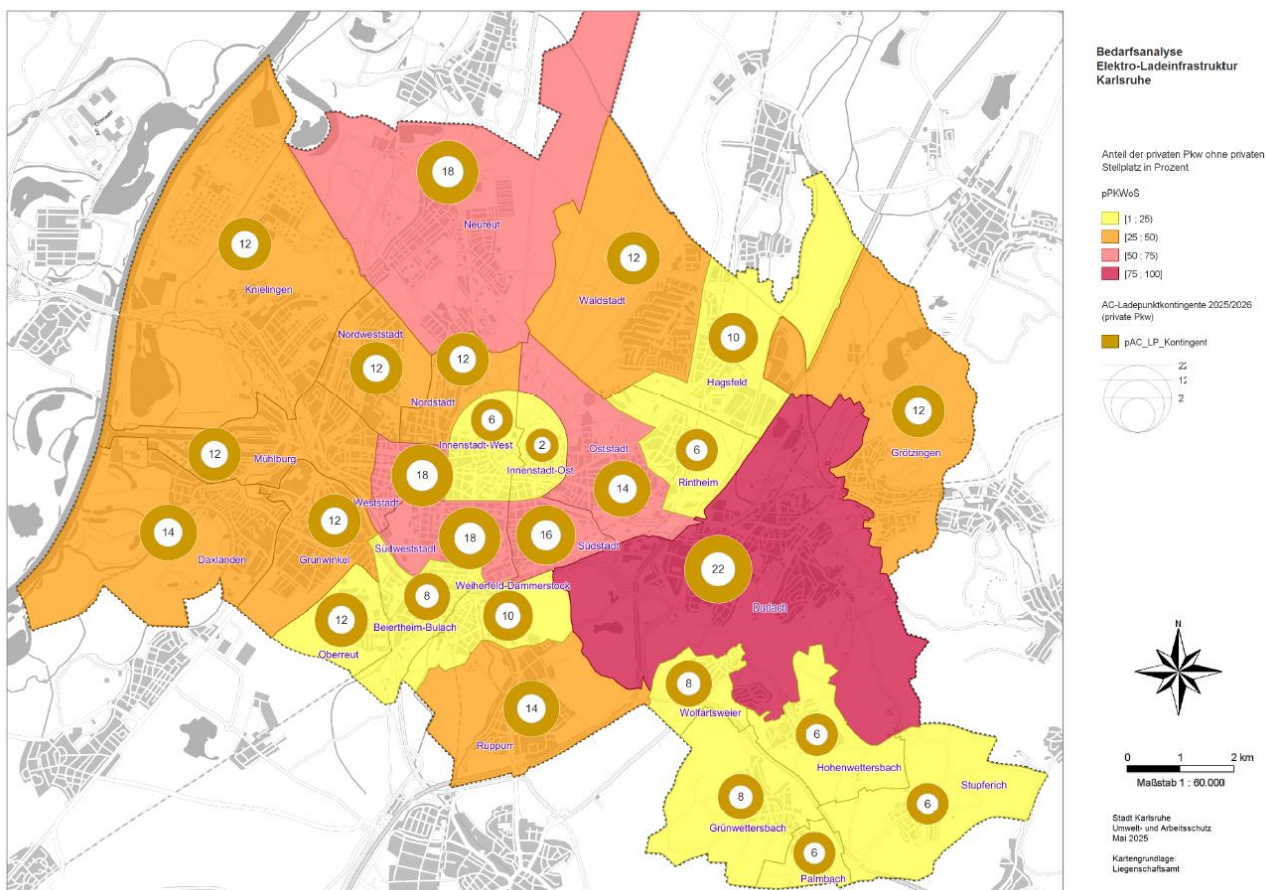 Bedarfsanalyse
Elektro-Ladeinfrastruktur
Karlsruhe
Anteil der privaten Pkw ohne privaten
Stellplatz in Prozent
pPKWoS
[1 ; 25)
[25 ; 50)
[50 ; 75)
[75 ; 100]
AC-Ladepunktkontingente 2025/2026
(private Pkw)
pAC_LP_Kontingent
22
12
2
18
Neureut
12
Knielingen
12
Waldstadt
Nordweststadt
12
12
Nordstadt
10
Hagsfeld
12
Grötzingen
6
Innenstadt-West
2
Innenstadt-Ost
Oststadt
14
6
Rintheim
12
Mühlburg
18
Weststadt
14
Daxlanden
12
Grünwinkel
18
Südweststadt
16
Südstadt
22
Durlach
Weiherfeld-Dammerstock
10
8
Beiertheim-Bulach
12
Oberreut
14
Rüppurr
8
Wolfartsweier
6
Hohenwettersbach
Stupferich
6
8
Grünwettersbach
6
Palmbach
N
0 1 2 km
Maßstab 1 : 60.000
Stadt Karlsruhe
Umwelt- und Arbeitsschutz
Mai 2025
Kartengrundlage:
Liegenschaftsamt